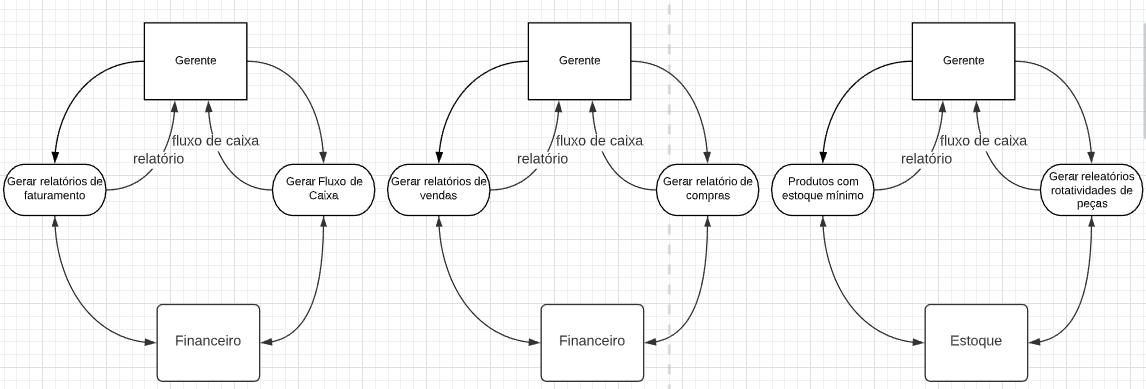 Gerente
fluxo de caixa
relatório
Gerar relatórios de
faturamento
Gerar Fluxo de
Caixa
Financeiro
Gerente
fluxo de caixa
relatório
Gerar relatórios de
vendas
Gerar relatório de
compras
Financeiro
Gerente
fluxo de caixa
relatório
Produtos com
estoque mínimo
Gerar releatórios
rotatividades de
peças
Estoque